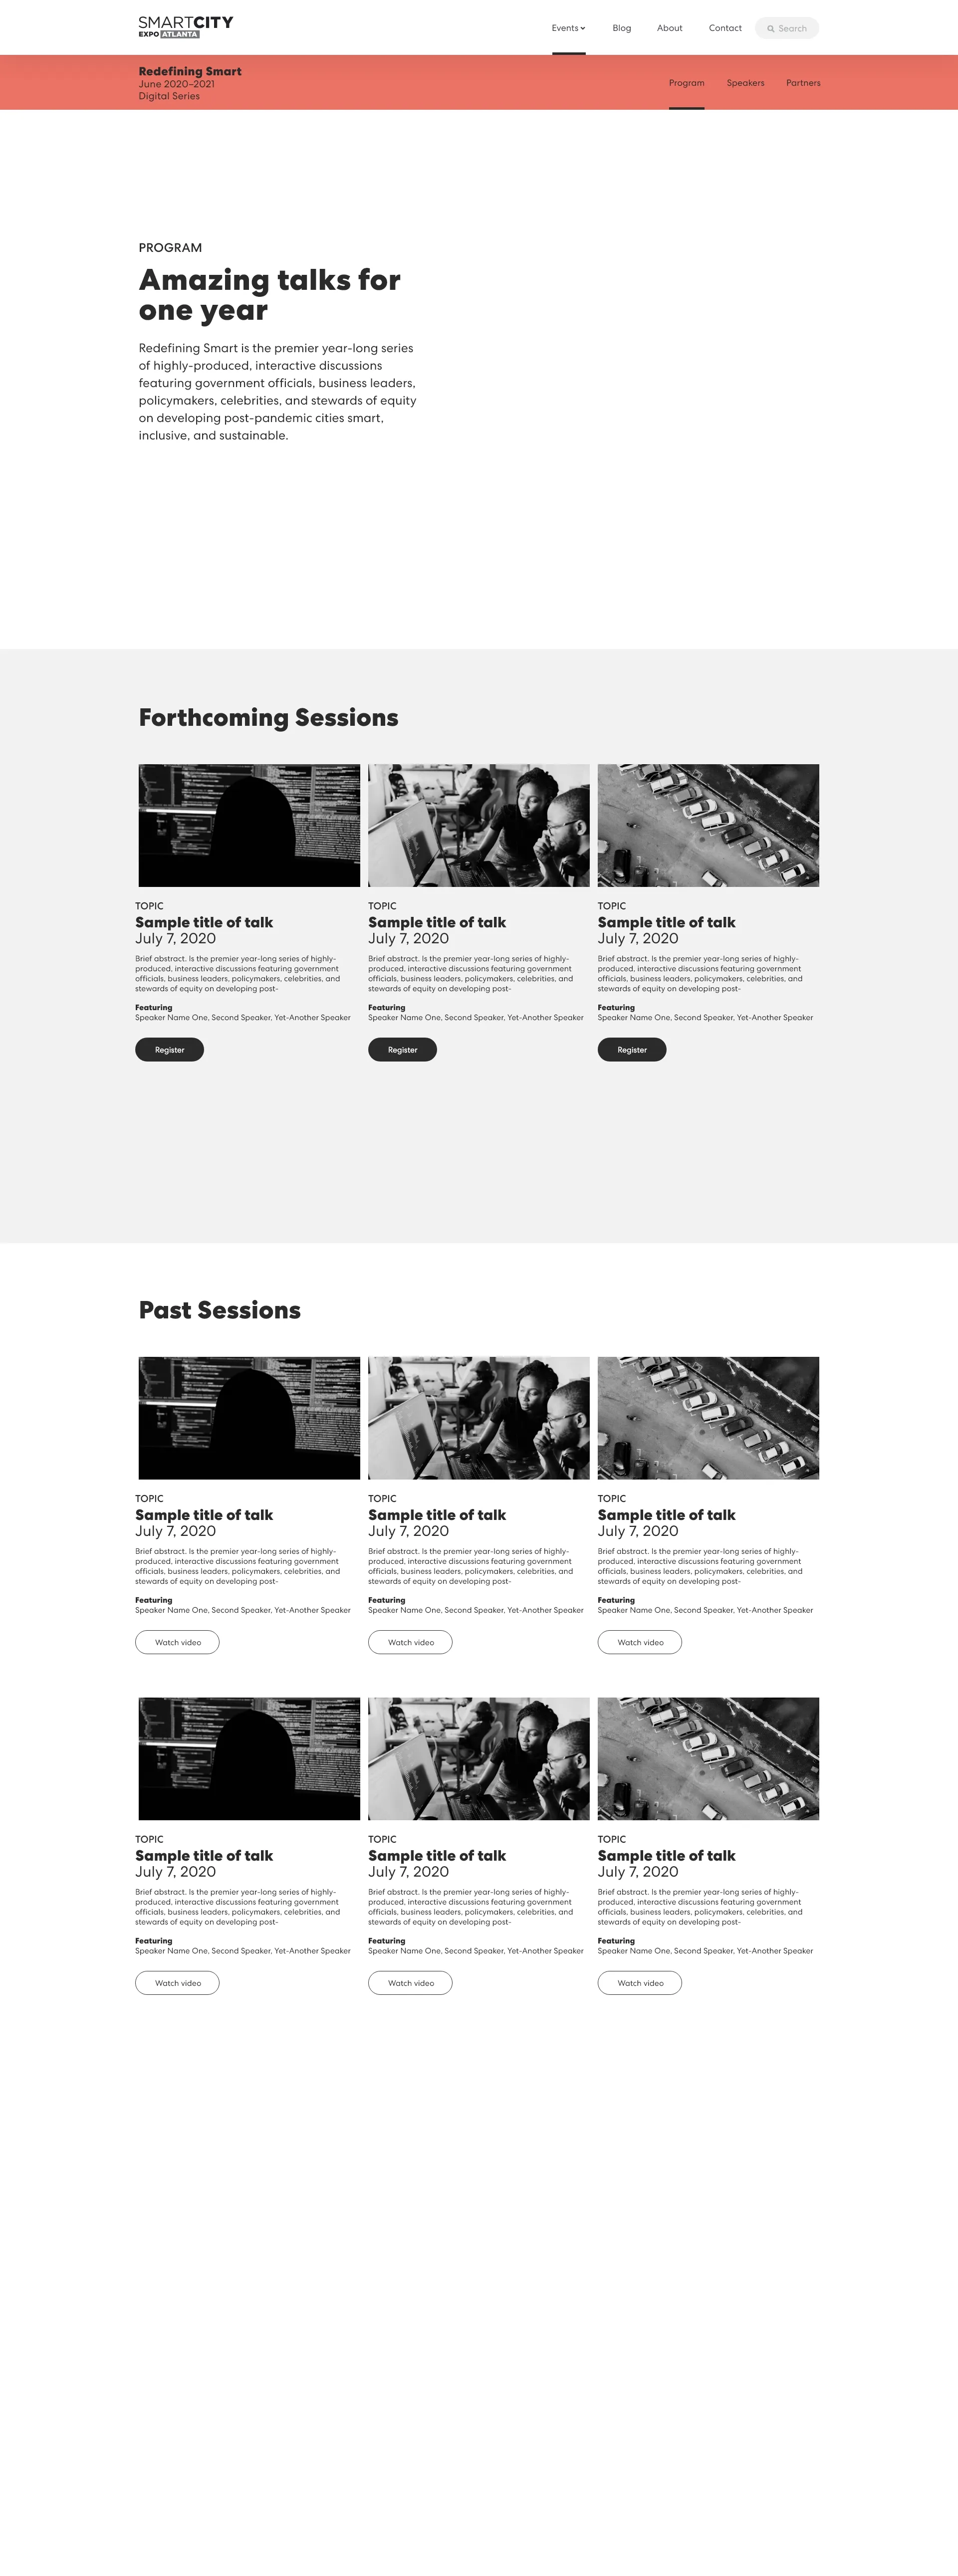 SMARTCITY
EXPO ATLANTA
Events
Blog
About
Contact
Search
Redefining Smart
June 2020–2021
Digital Series
Program
Speakers
Partners
PROGRAM
Amazing talks for
one year
Redefining Smart is the premier year-long series
of highly-produced, interactive discussions
featuring government officials, business leaders,
policymakers, celebrities, and stewards of equity
on developing post-pandemic cities smart,
inclusive, and sustainable.
Forthcoming Sessions
TOPIC
Sample title of talk
July 7, 2020
Brief abstract. Is the premier year-long series of highly-
produced, interactive discussions featuring government
officials, business leaders, policymakers, celebrities, and
stewards of equity on developing post-
Featuring
Speaker Name One, Second Speaker, Yet-Another Speaker
Register
TOPIC
Sample title of talk
July 7, 2020
Brief abstract. Is the premier year-long series of highly-
produced, interactive discussions featuring government
officials, business leaders, policymakers, celebrities, and
stewards of equity on developing post-
Featuring
Speaker Name One, Second Speaker, Yet-Another Speaker
Register
TOPIC
Sample title of talk
July 7, 2020
Brief abstract. Is the premier year-long series of highly-
produced, interactive discussions featuring government
officials, business leaders, policymakers, celebrities, and
stewards of equity on developing post-
Featuring
Speaker Name One, Second Speaker, Yet-Another Speaker
Register
Past Sessions
TOPIC
Sample title of talk
July 7, 2020
Brief abstract. Is the premier year-long series of highly-
produced, interactive discussions featuring government
officials, business leaders, policymakers, celebrities, and
stewards of equity on developing post-
Featuring
Speaker Name One, Second Speaker, Yet-Another Speaker
Watch video
TOPIC
Sample title of talk
July 7, 2020
Brief abstract. Is the premier year-long series of highly-
produced, interactive discussions featuring government
officials, business leaders, policymakers, celebrities, and
stewards of equity on developing post-
Featuring
Speaker Name One, Second Speaker, Yet-Another Speaker
Watch video
TOPIC
Sample title of talk
July 7, 2020
Brief abstract. Is the premier year-long series of highly-
produced, interactive discussions featuring government
officials, business leaders, policymakers, celebrities, and
stewards of equity on developing post-
Featuring
Speaker Name One, Second Speaker, Yet-Another Speaker
Watch video
TOPIC
Sample title of talk
July 7, 2020
Brief abstract. Is the premier year-long series of highly-
produced, interactive discussions featuring government
officials, business leaders, policymakers, celebrities, and
stewards of equity on developing post-
Featuring
Speaker Name One, Second Speaker, Yet-Another Speaker
Watch video
TOPIC
Sample title of talk
July 7, 2020
Brief abstract. Is the premier year-long series of highly-
produced, interactive discussions featuring government
officials, business leaders, policymakers, celebrities, and
stewards of equity on developing post-
Featuring
Speaker Name One, Second Speaker, Yet-Another Speaker
Watch video
TOPIC
Sample title of talk
July 7, 2020
Brief abstract. Is the premier year-long series of highly-
produced, interactive discussions featuring government
officials, business leaders, policymakers, celebrities, and
stewards of equity on developing post-
Featuring
Speaker Name One, Second Speaker, Yet-Another Speaker
Watch video